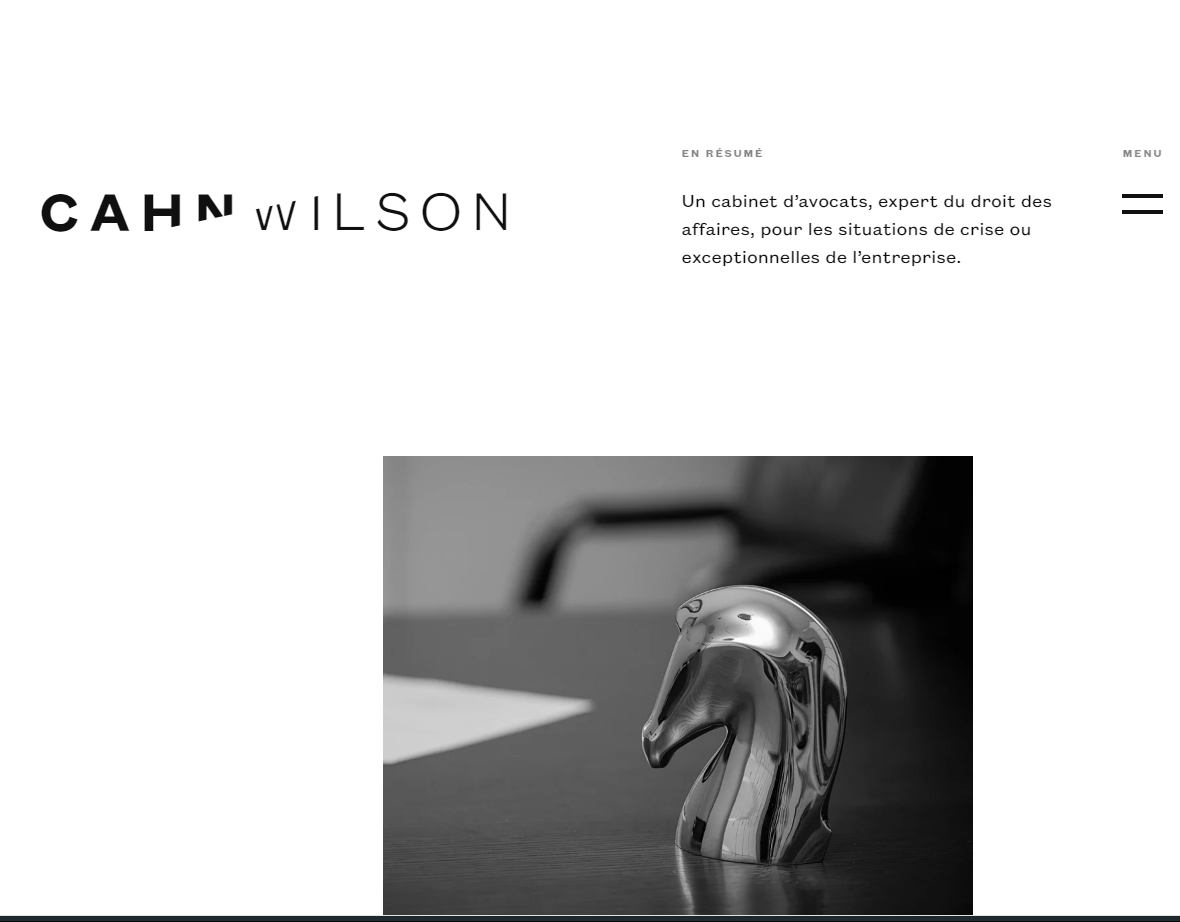 CAHN WILSON
EN RÉSUMÉ
Un cabinet d’avocats, expert du droit des
affaires, pour les situations de crise ou
exceptionnelles de l’entreprise.
MENU